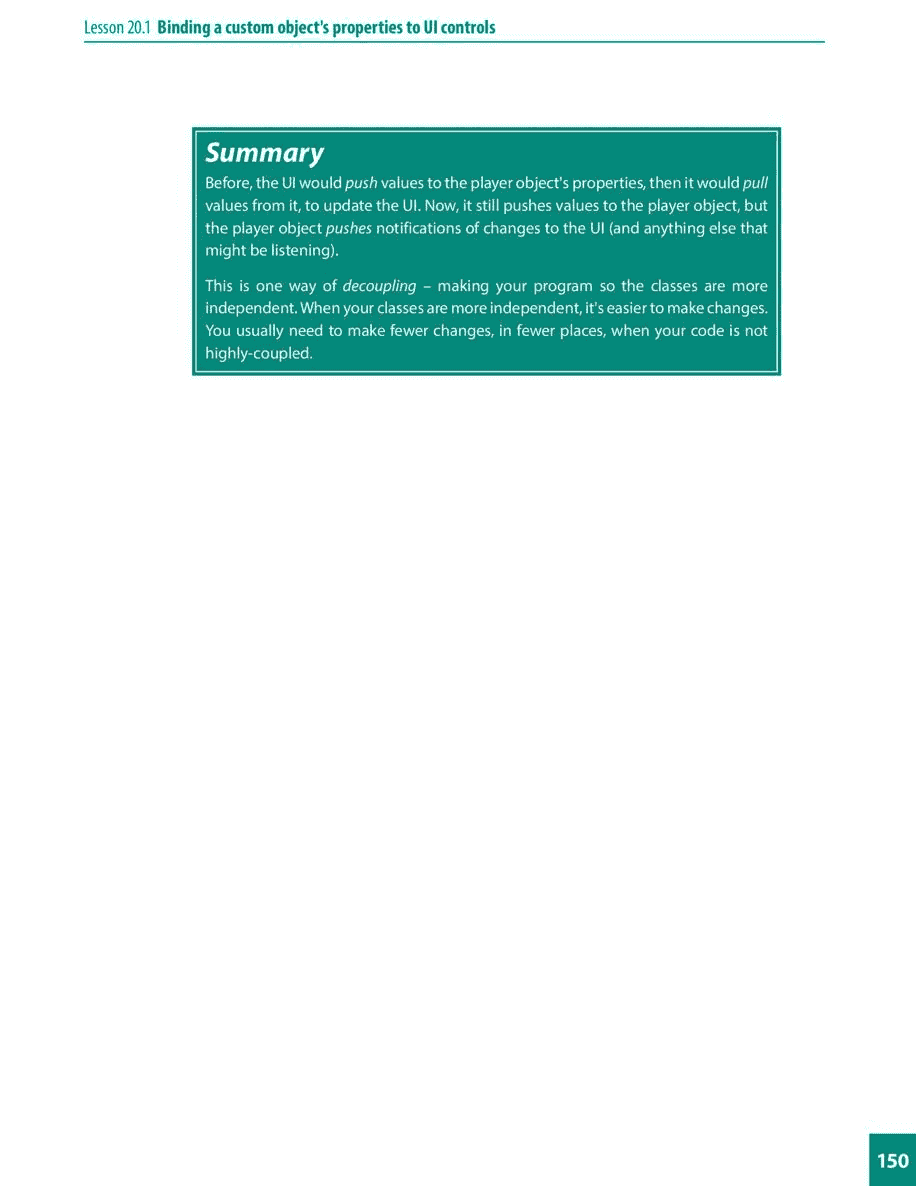 Lesson 20.1 Binding a custom object's properties to UI controls
Summary
Before, the UI would push values to the player object's properties, then it would pull
values from it, to update the UI. Now, it still pushes values to the player object, but
the player object pushes notifications of changes to the UI (and anything else that
might be listening).
This is one way of decoupling – making your program so the classes are more
independent. When your classes are more independent, it's easier to make changes.
You usually need to make fewer changes, in fewer places, when your code is not
highly-coupled.
150